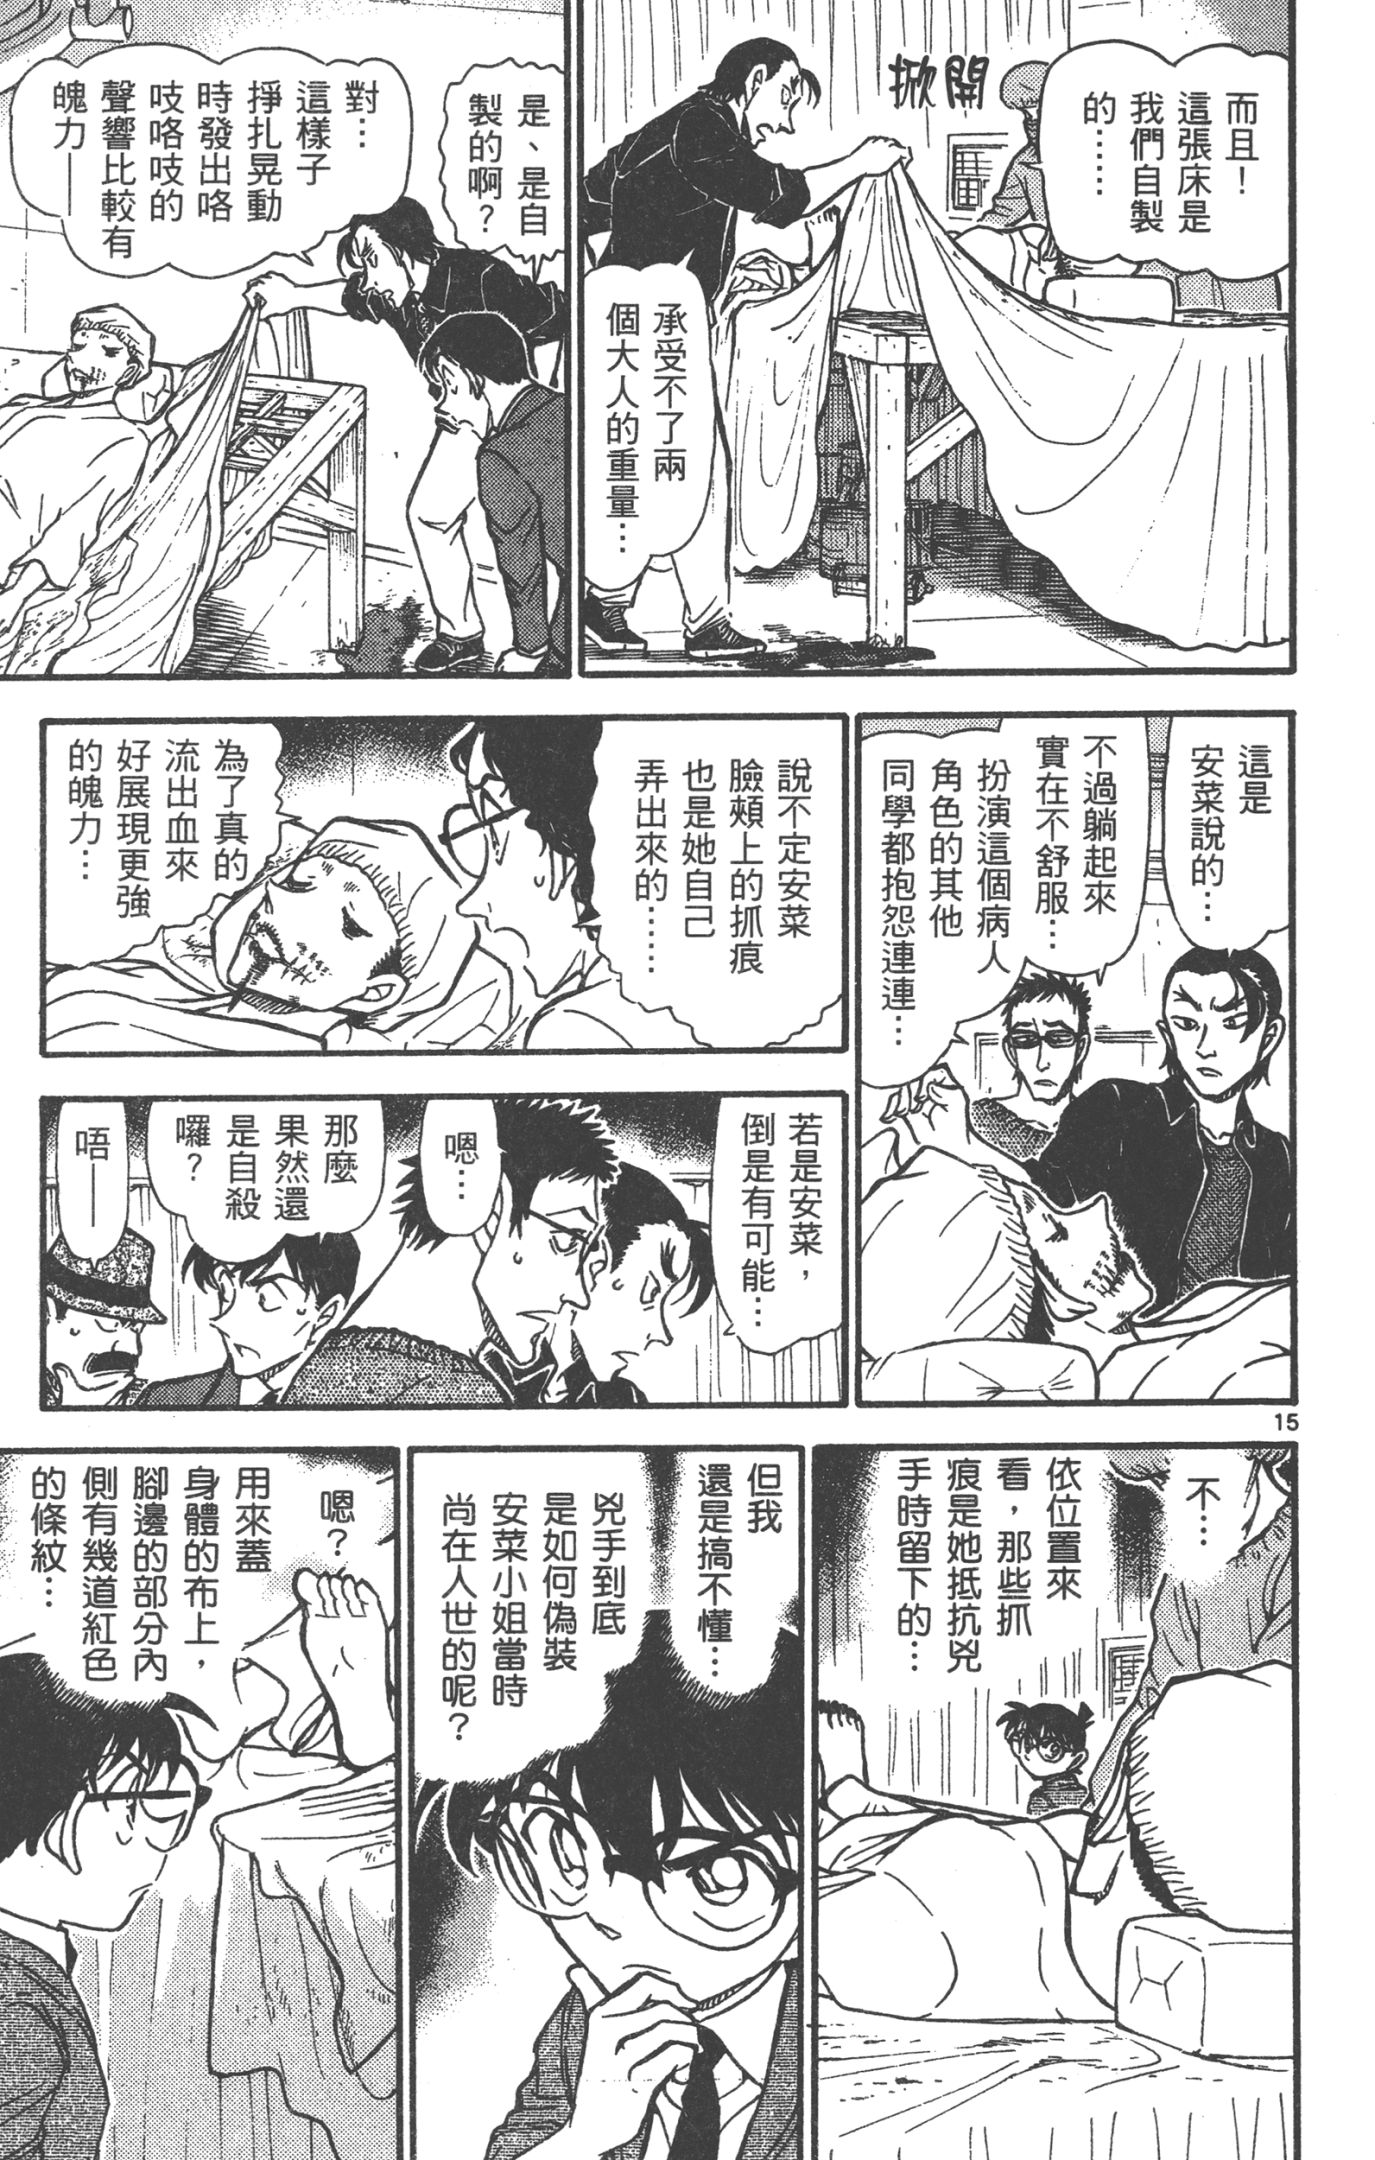 而且！
這張床是
我們自製
的……
掀開
承受不了兩
個大人的重量…
是、是自
製的啊？
對…
這樣子
掙扎晃動
時發出咯
吱咯吱的
聲響比較有
魄力——
這是
安菜說的…
不過躺起來
實在不舒服…
扮演這個病人
角色的其他
同學都抱怨連連…
說不定安菜
臉頰上的抓痕
也是她自己
弄出來的……
為了真的
流出血來
好展現更強
的魄力…
若是安菜，
倒是有可能…
嗯…
那麼
果然還
是自殺
囉？
唔——
15
不…
依位置來
看，那些抓
痕是她抵抗兇
手時留下的…
但我
還是搞不懂…
兇手到底
是如何偽裝
安菜小姐當時
尚在人世的呢？
嗯？
用來蓋
身體的布上，
腳邊的部分內
側有幾道紅色
的條紋…